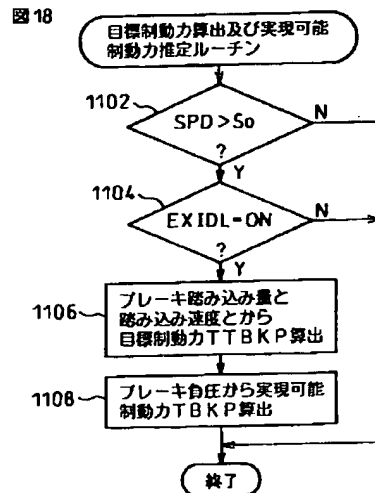 図18
目標制動力算出及び実現可能
制動力推定ルーチン
1102
SPD>So
?
N
Y
1104
EXIDL=ON
?
N
Y
1106
ブレーキ踏み込み量と
踏み込み速度とから
目標制動力TTBKP算出
1108
ブレーキ負圧から実現可能
制動力TBKP算出
終了